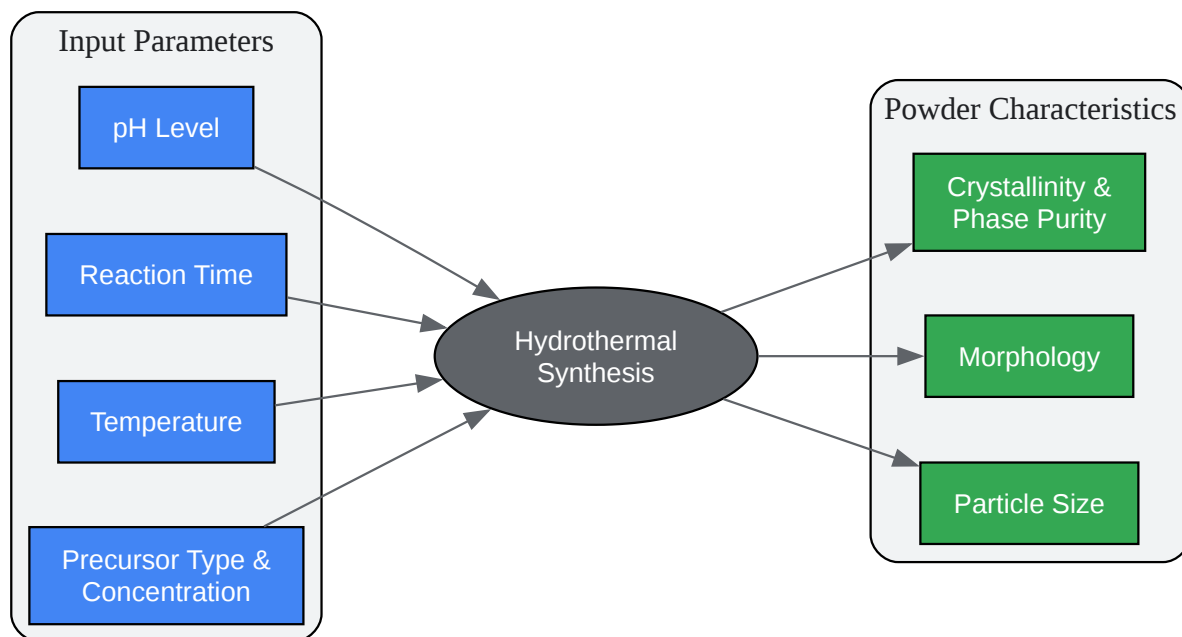 Input Parameters
pH Level
Reaction Time
Temperature
Precursor Type &
Concentration
Hydrothermal
Synthesis
Powder Characteristics
Crystallinity &
Phase Purity
Morphology
Particle Size